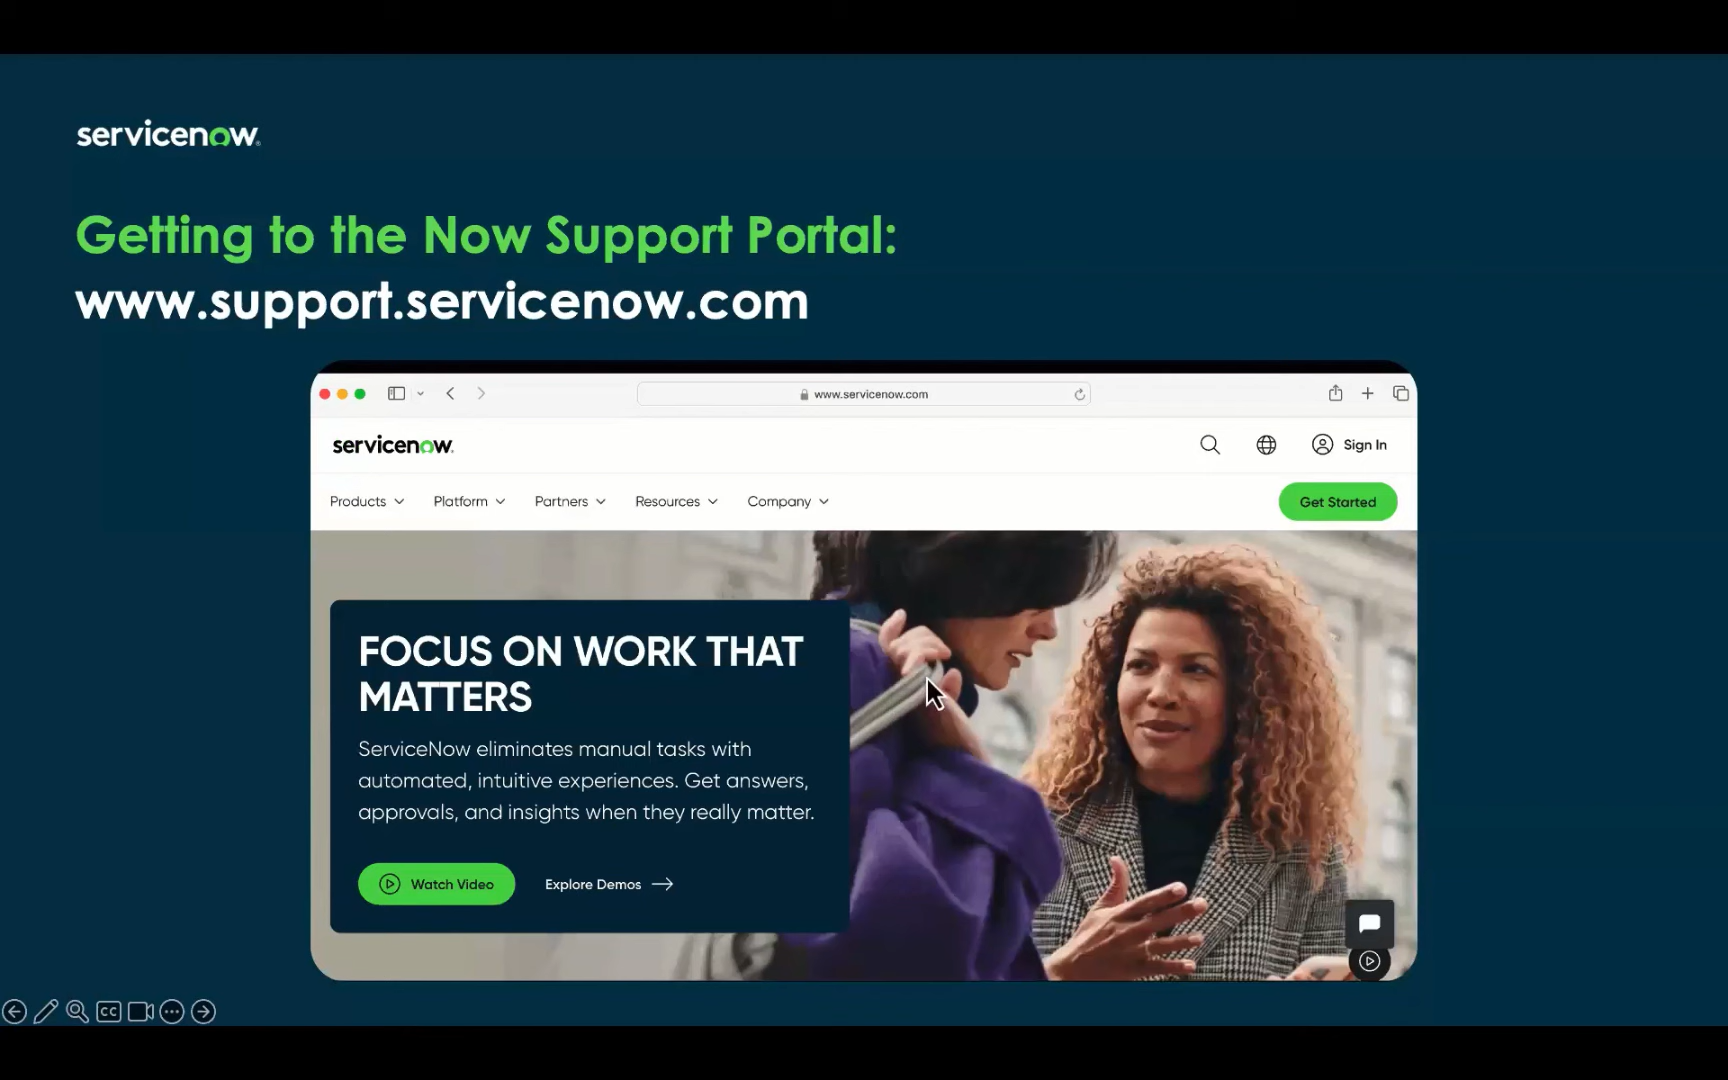 servicenow
Getting to the Now Support Portal:
www.support.servicenow.com
www.servicenow.com
servicenow
Sign In
Products
Platform
Partners
Resources
Company
Get Started
FOCUS ON WORK THAT
MATTERS
ServiceNow eliminates manual tasks with
automated, intuitive experiences. Get answers,
approvals, and insights when they really matter.
Watch Video
Explore Demos
CC